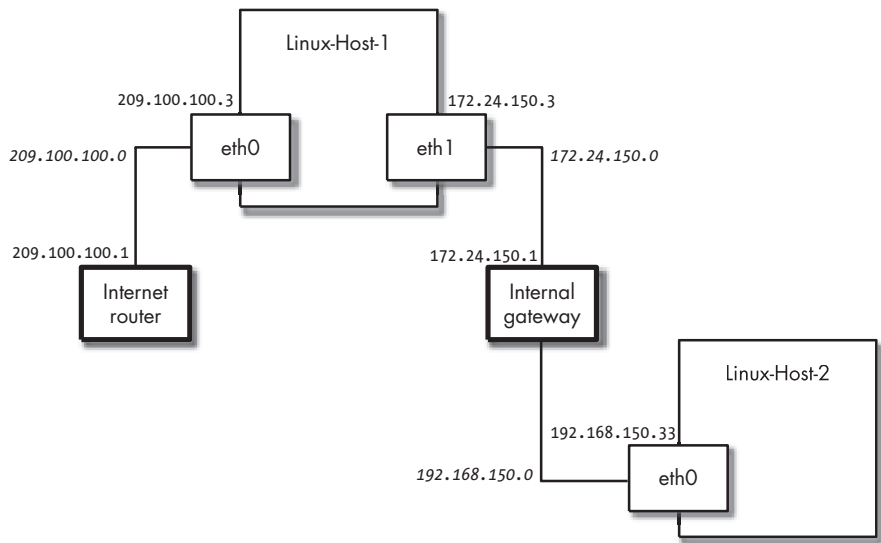 Linux-Host-1
209.100.100.3
172.24.150.3
eth0
eth1
209.100.100.0
172.24.150.0
209.100.100.1
172.24.150.1
Internet
router
Internal
gateway
Linux-Host-2
192.168.150.33
192.168.150.0
eth0